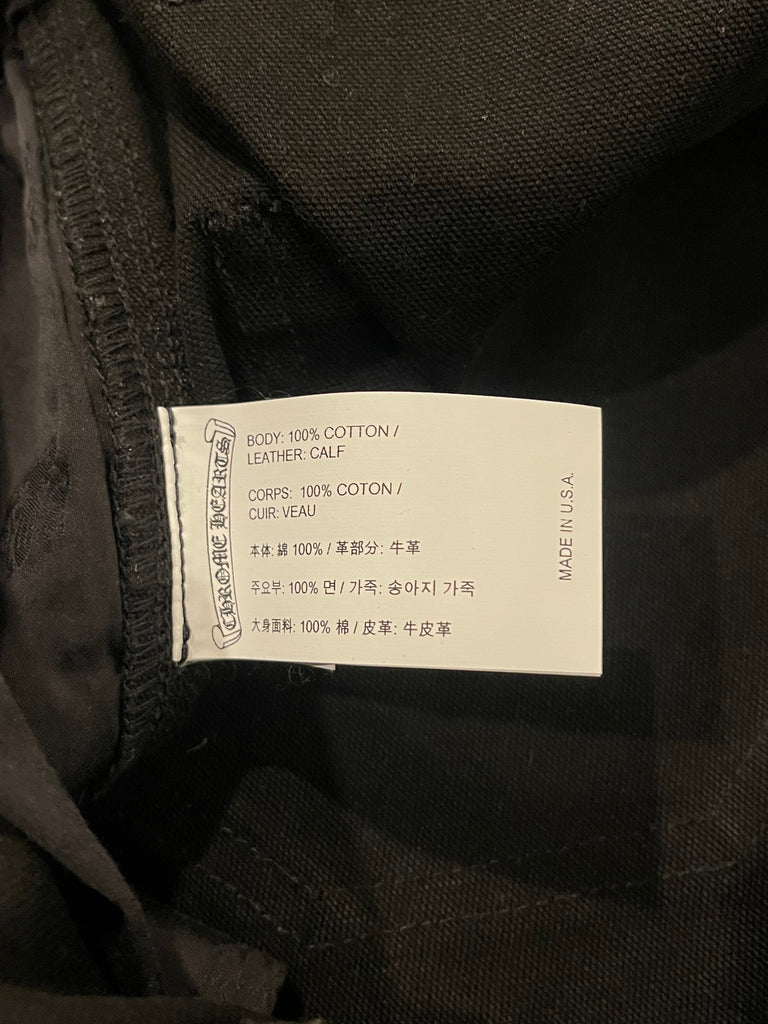 CHROME HEARTS
BODY: 100% COTTON /
LEATHER: CALF
CORPS: 100% COTON /
CUIR: VEAU
本体: 綿 100% / 革部分: 牛革
주요부: 100% 면 / 가죽: 송아지 가죽
大身面料: 100% 棉 / 皮革: 牛皮革
MADE IN U.S.A.